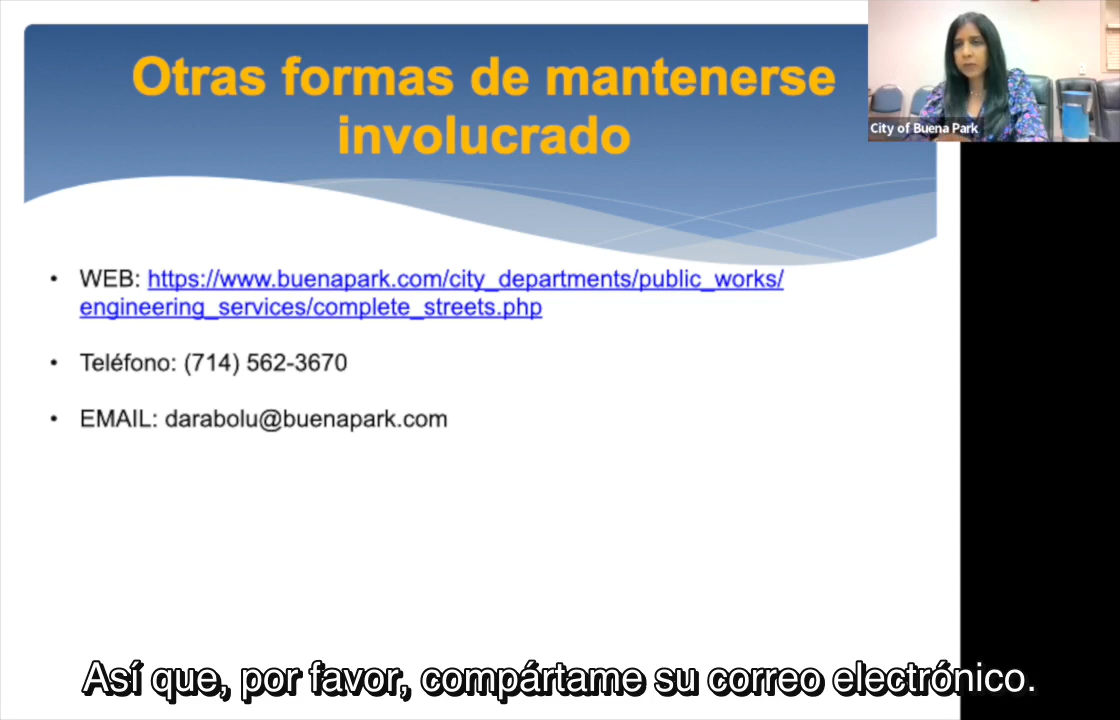 Otras formas de mantenerse
involucrado
City of Buena Park
• WEB: https://www.buenapark.com/city_departments/public_works/
engineering_services/complete_streets.php
• Teléfono: (714) 562-3670
• EMAIL: darabolu@buenapark.com
Así que, por favor, compártame su correo electrónico.